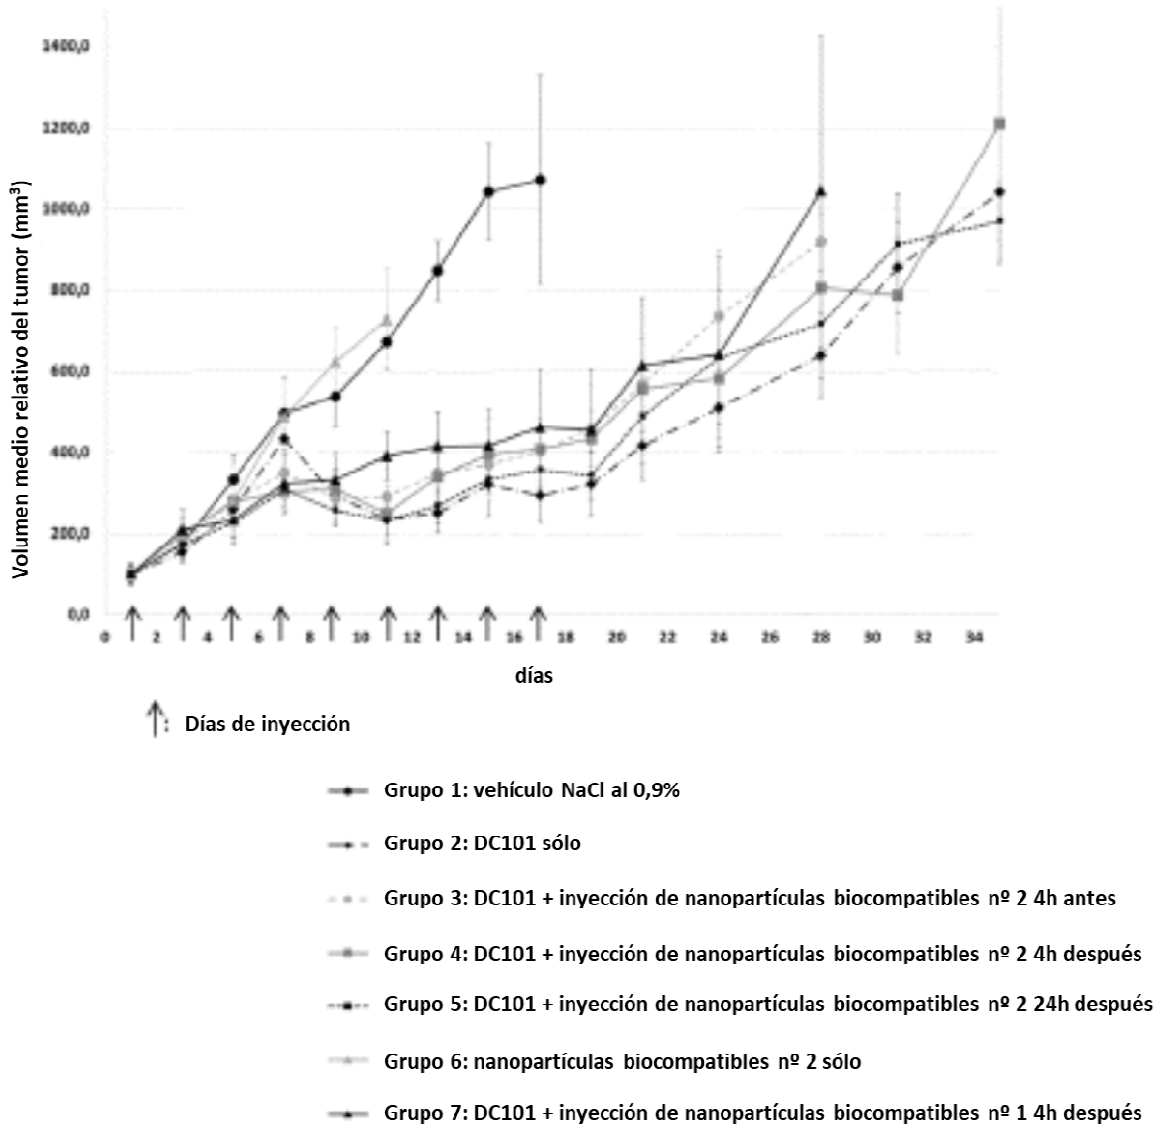 1400,0
1200,0
1000,0
800,0
600,0
400,0
200,0
0,0
Volumen medio relativo del tumor (mm³)
0 2 4 6 8 10 12 14 16 18 20 22 24 26 28 30 32 34
días
: Días de inyección
Grupo 1: vehículo NaCl al 0,9%
Grupo 2: DC101 sólo
Grupo 3: DC101 + inyección de nanopartículas biocompatibles nº 2 4h antes
Grupo 4: DC101 + inyección de nanopartículas biocompatibles nº 2 4h después
Grupo 5: DC101 + inyección de nanopartículas biocompatibles nº 2 24h después
Grupo 6: nanopartículas biocompatibles nº 2 sólo
Grupo 7: DC101 + inyección de nanopartículas biocompatibles nº 1 4h después